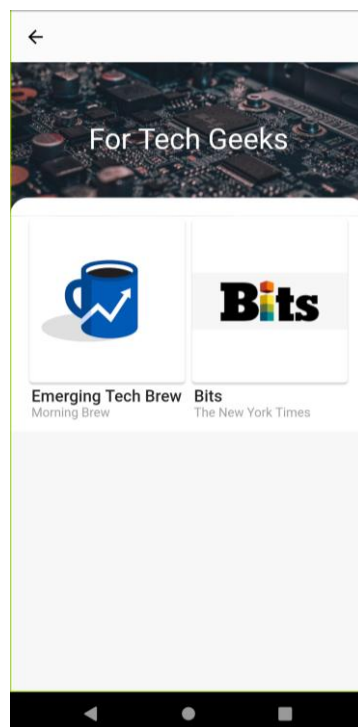 For Tech Geeks
Bits
Emerging Tech Brew
Morning Brew
Bits
The New York Times